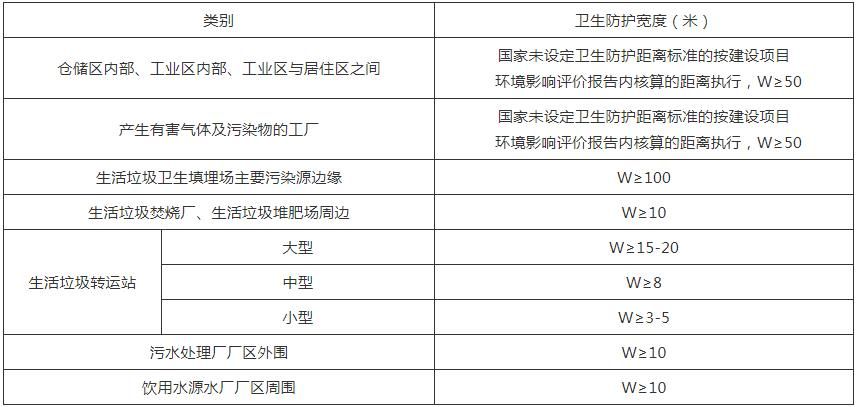 类别
卫生防护宽度（米）
仓储区内部、工业区内部、工业区与居住区之间
国家未设定卫生防护距离标准的按建设项目
环境影响评价报告内核算的距离执行，W≥50
产生有害气体及污染物的工厂
国家未设定卫生防护距离标准的按建设项目
环境影响评价报告内核算的距离执行，W≥50
生活垃圾卫生填埋场主要污染源边缘
W≥100
生活垃圾焚烧厂、生活垃圾堆肥场周边
W≥10
生活垃圾转运站
大型
W≥15-20
中型
W≥8
小型
W≥3-5
污水处理厂厂区外围
W≥10
饮用水源水厂厂区周围
W≥10